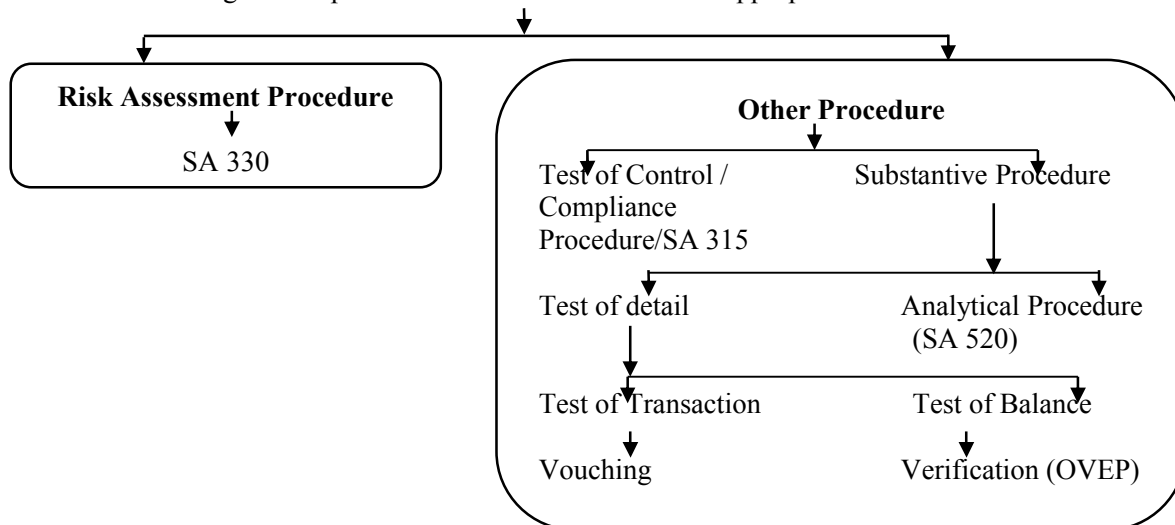 Risk Assessment Procedure
SA 330
Other Procedure
Test of Control /
Compliance
Procedure/SA 315
Substantive Procedure
Test of detail
Analytical Procedure
(SA 520)
Test of Transaction
Test of Balance
Vouching
Verification (OVEP)